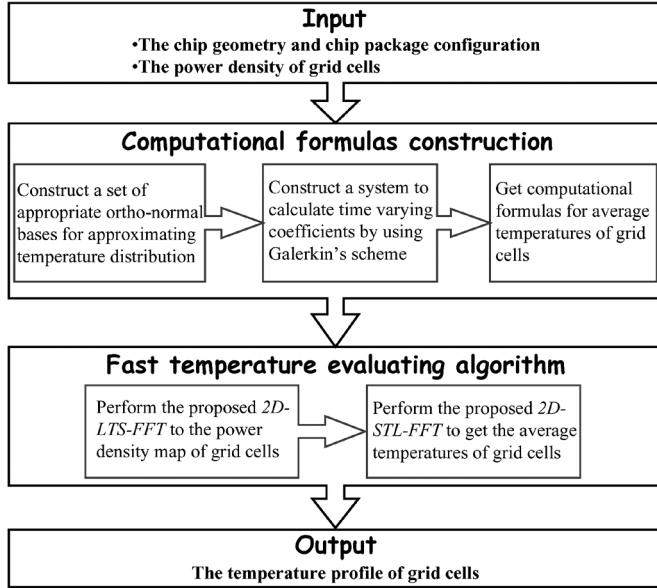 Input
•The chip geometry and chip package configuration
•The power density of grid cells
Computational formulas construction
Construct a set of
appropriate ortho-normal
bases for approximating
temperature distribution
Construct a system to
calculate time varying
coefficients by using
Galerkin's scheme
Get computational
formulas for average
temperatures of grid
cells
Fast temperature evaluating algorithm
Perform the proposed 2D-
LTS-FFT to the power
density map of grid cells
Perform the proposed 2D-
STL-FFT to get the average
temperatures of grid cells
Output
The temperature profile of grid cells